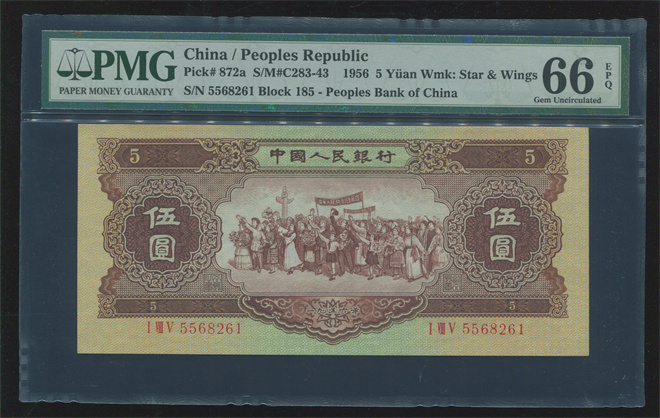 PMG
PAPER MONEY GUARANTY
China / Peoples Republic
Pick# 872a S/M#C283-43 1956 5 Yüan Wmk: Star & Wings
S/N 5568261 Block 185 - Peoples Bank of China
66 EPQ
Gem Uncirculated
5 中國人民銀行 5
伍圓 伍圓
5 5
I VIII V 5568261 I VIII V 5568261